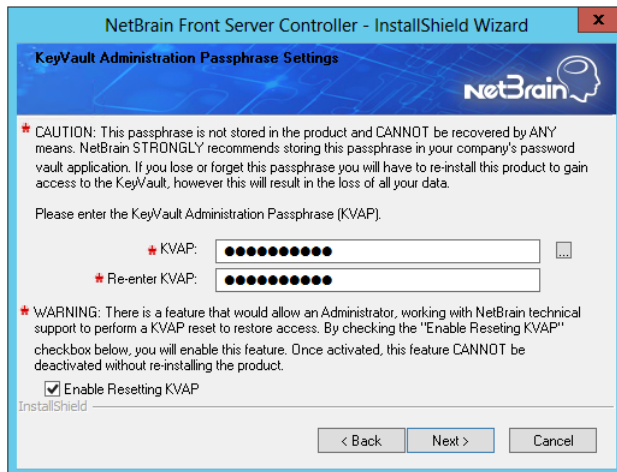 NetBrain Front Server Controller - InstallShield Wizard
x
KeyVault Administration Passphrase Settings
NetBrain
* CAUTION: This passphrase is not stored in the product and CANNOT be recovered by ANY
means. NetBrain STRONGLY recommends storing this passphrase in your company's password
vault application. If you lose or forget this passphrase you will have to re-install this product to gain
access to the KeyVault, however this will result in the loss of all your data.
Please enter the KeyVault Administration Passphrase (KVAP).
* KVAP: ●●●●●●●●●● ...
* Re-enter KVAP: ●●●●●●●●●●
* WARNING: There is a feature that would allow an Administrator, working with NetBrain technical
support to perform a KVAP reset to restore access. By checking the "Enable Reseting KVAP"
checkbox below, you will enable this feature. Once activated, this feature CANNOT be
deactivated without re-installing the product.
Enable Resetting KVAP
InstallShield
< Back Next > Cancel